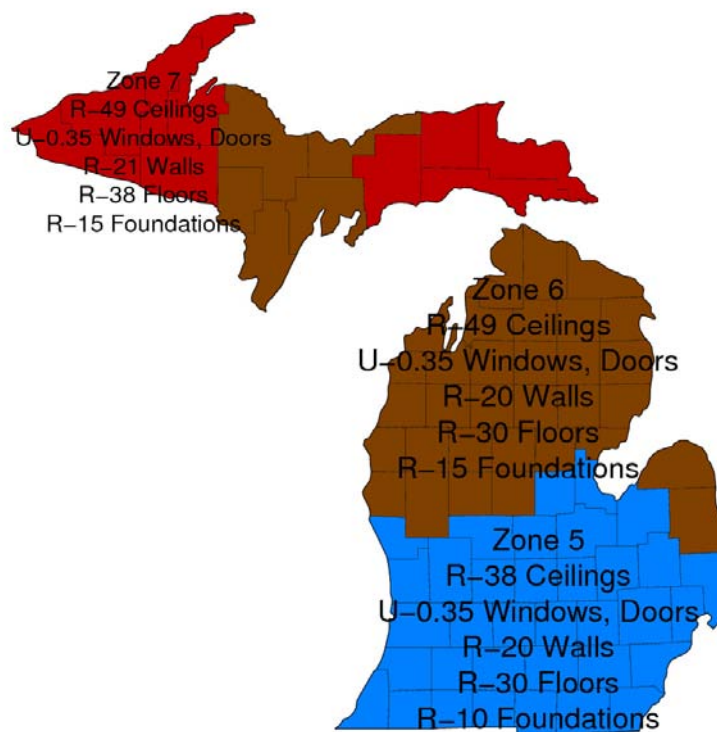 Zone 7
R-49 Ceilings
U-0.35 Windows, Doors
R-21 Walls
R-38 Floors
R-15 Foundations
Zone 6
R-49 Ceilings
U-0.35 Windows, Doors
R-20 Walls
R-30 Floors
R-15 Foundations
Zone 5
R-38 Ceilings
U-0.35 Windows, Doors
R-20 Walls
R-30 Floors
R-10 Foundations